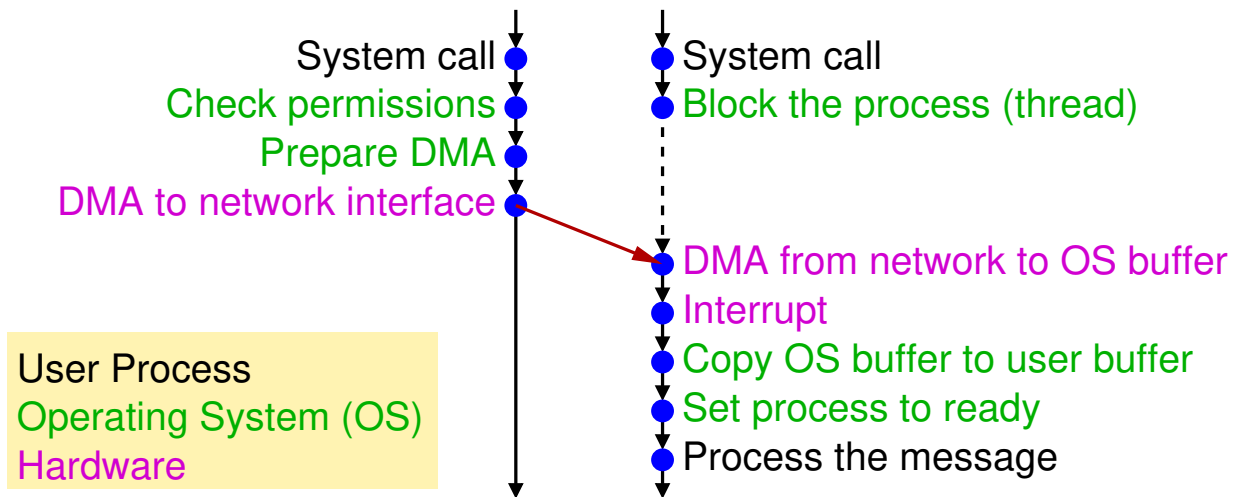 System call
Check permissions
Prepare DMA
DMA to network interface
System call
Block the process (thread)
DMA from network to OS buffer
Interrupt
Copy OS buffer to user buffer
Set process to ready
Process the message
User Process
Operating System (OS)
Hardware